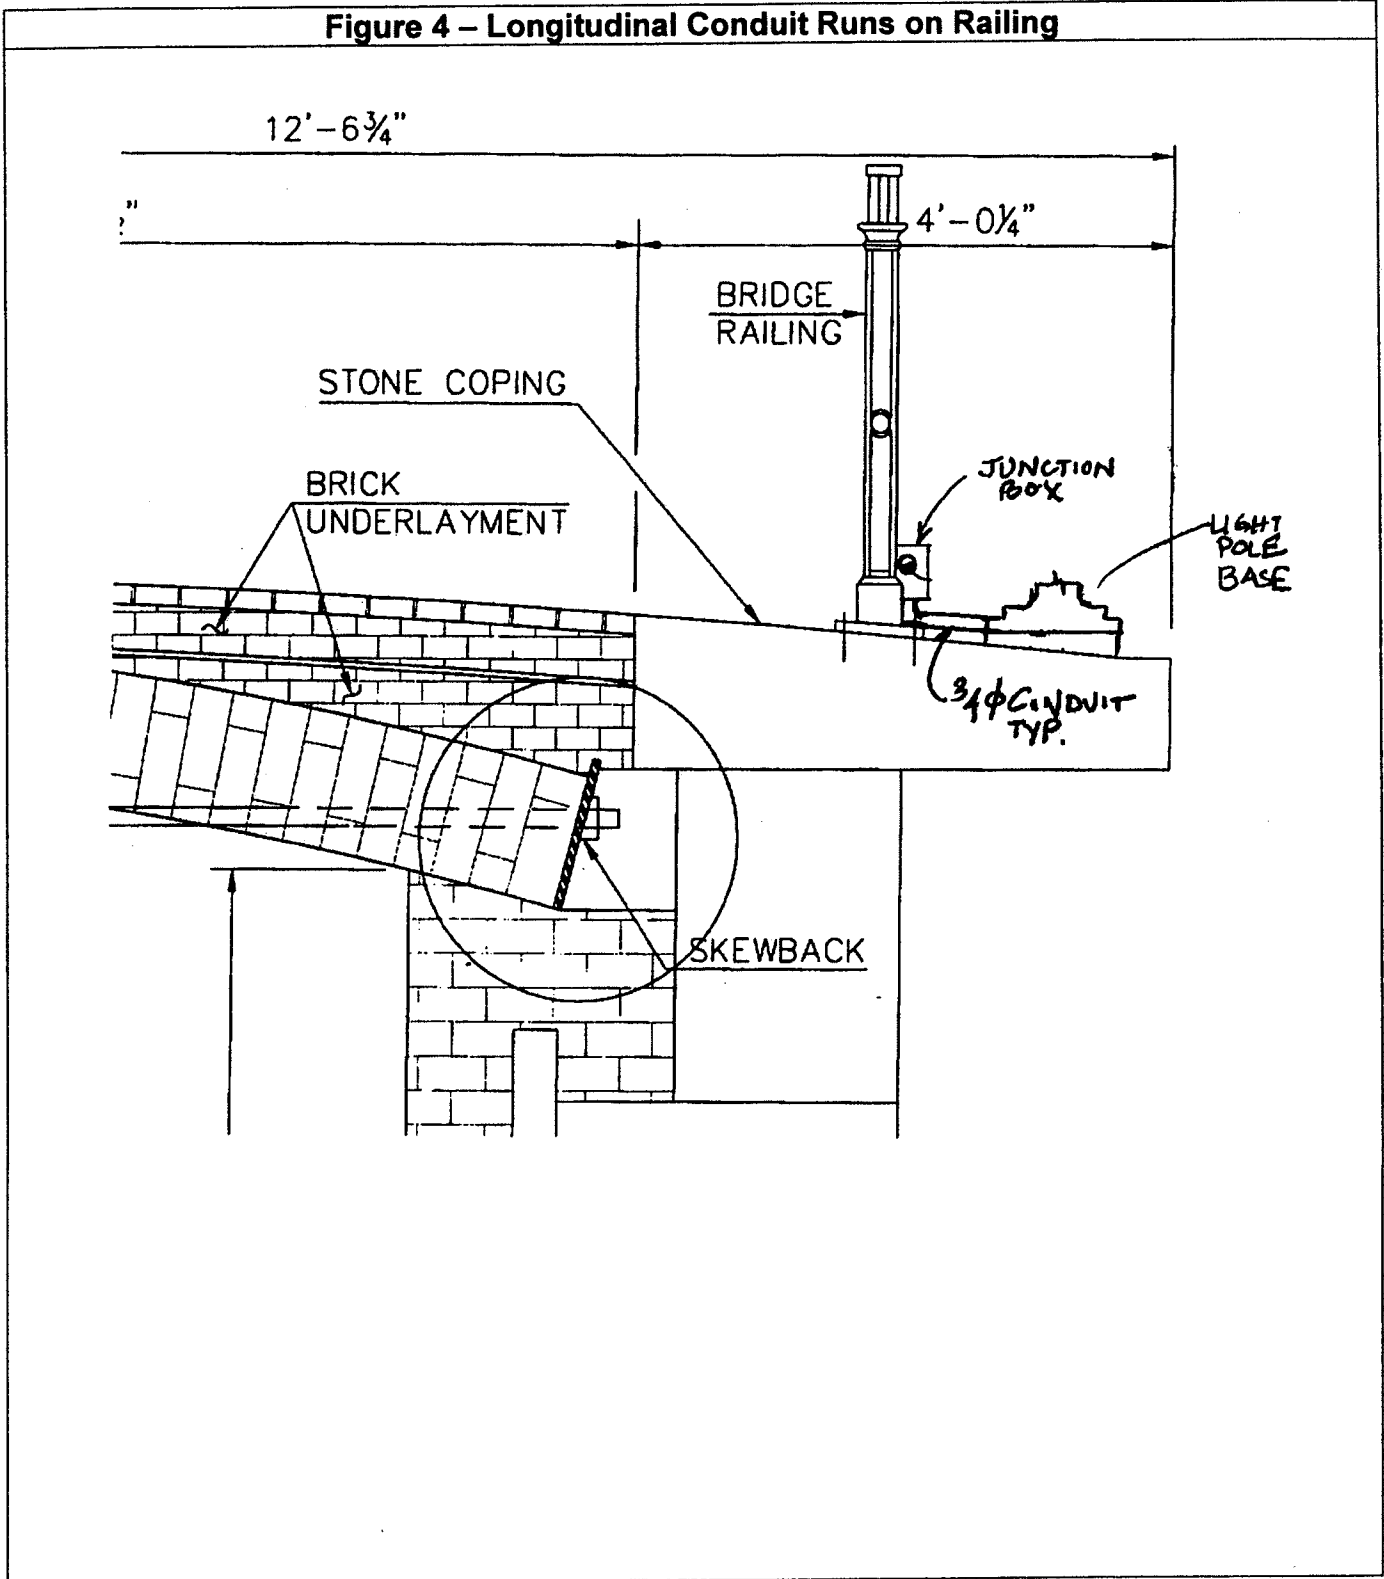 Figure 4 – Longitudinal Conduit Runs on Railing
12'-6¾"
"
4'-0¼"
BRIDGE
RAILING
STONE COPING
BRICK
UNDERLAYMENT
JUNCTION
BOX
LIGHT
POLE
BASE
¾ϕ CONDUIT
TYP.
SKEWBACK